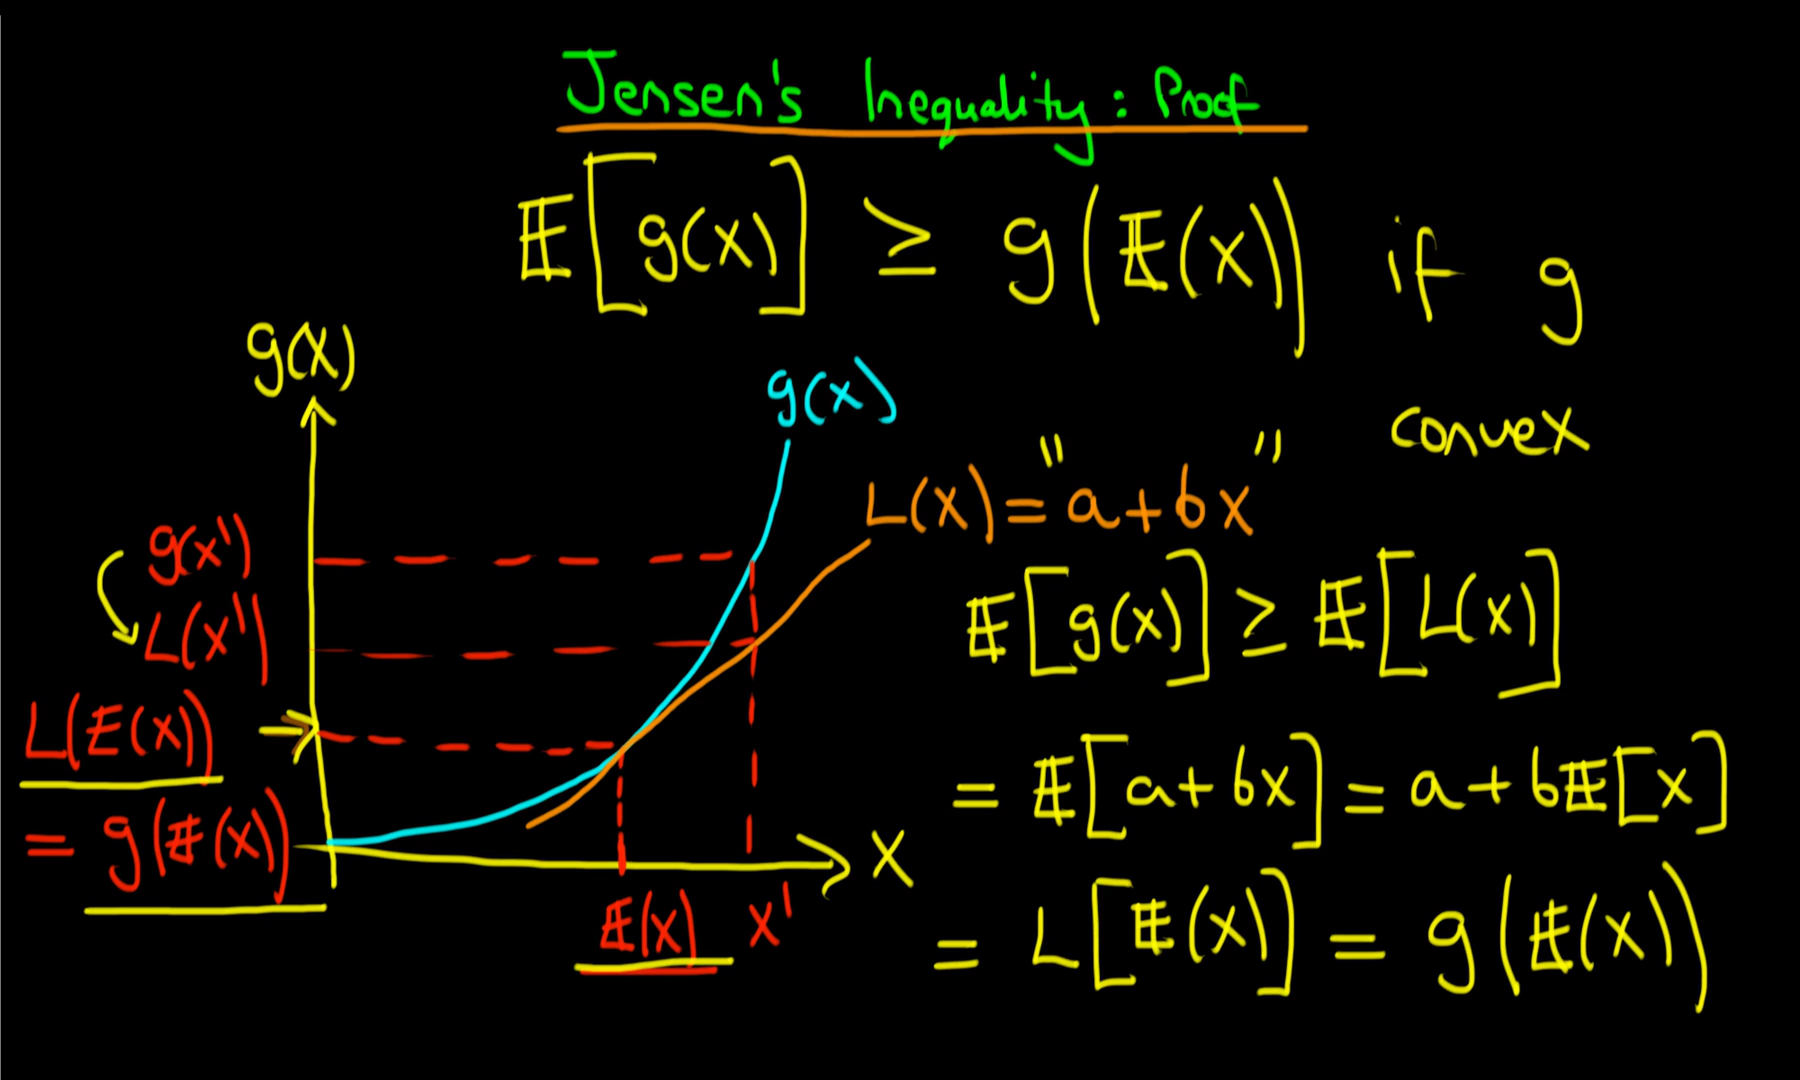 Jensen's Inequality: Proof
𝔼[g(x)] ≥ g(𝔼(x)) if g
convex
g(x)
g(x)
L(x) = "a+bx"
g(x')
L(x')
𝔼[g(x)] ≥ 𝔼[L(x)]
L(E(x))
= g(𝔼(x))
= 𝔼[a+bx] = a+b𝔼[x]
x
𝔼(x) x'
= L[𝔼(x)] = g(𝔼(x))